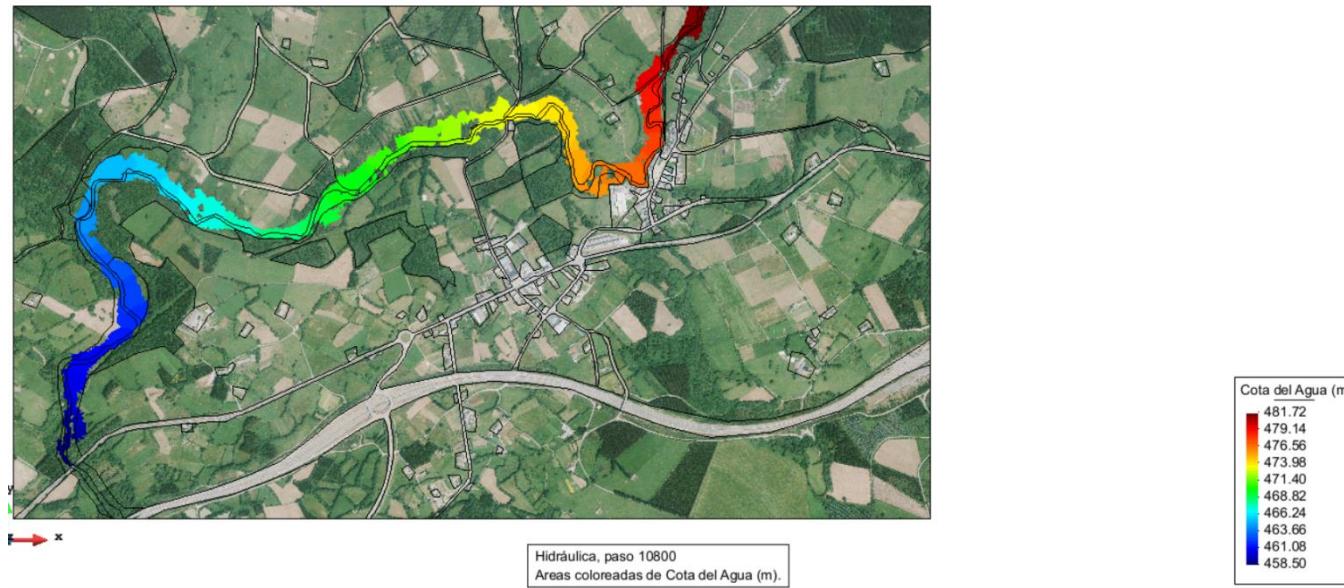 Cota del Agua (m
481.72
479.14
476.56
473.98
471.40
468.82
466.24
463.66
461.08
458.50
y
x
Hidráulica, paso 10800
Areas coloreadas de Cota del Agua (m).